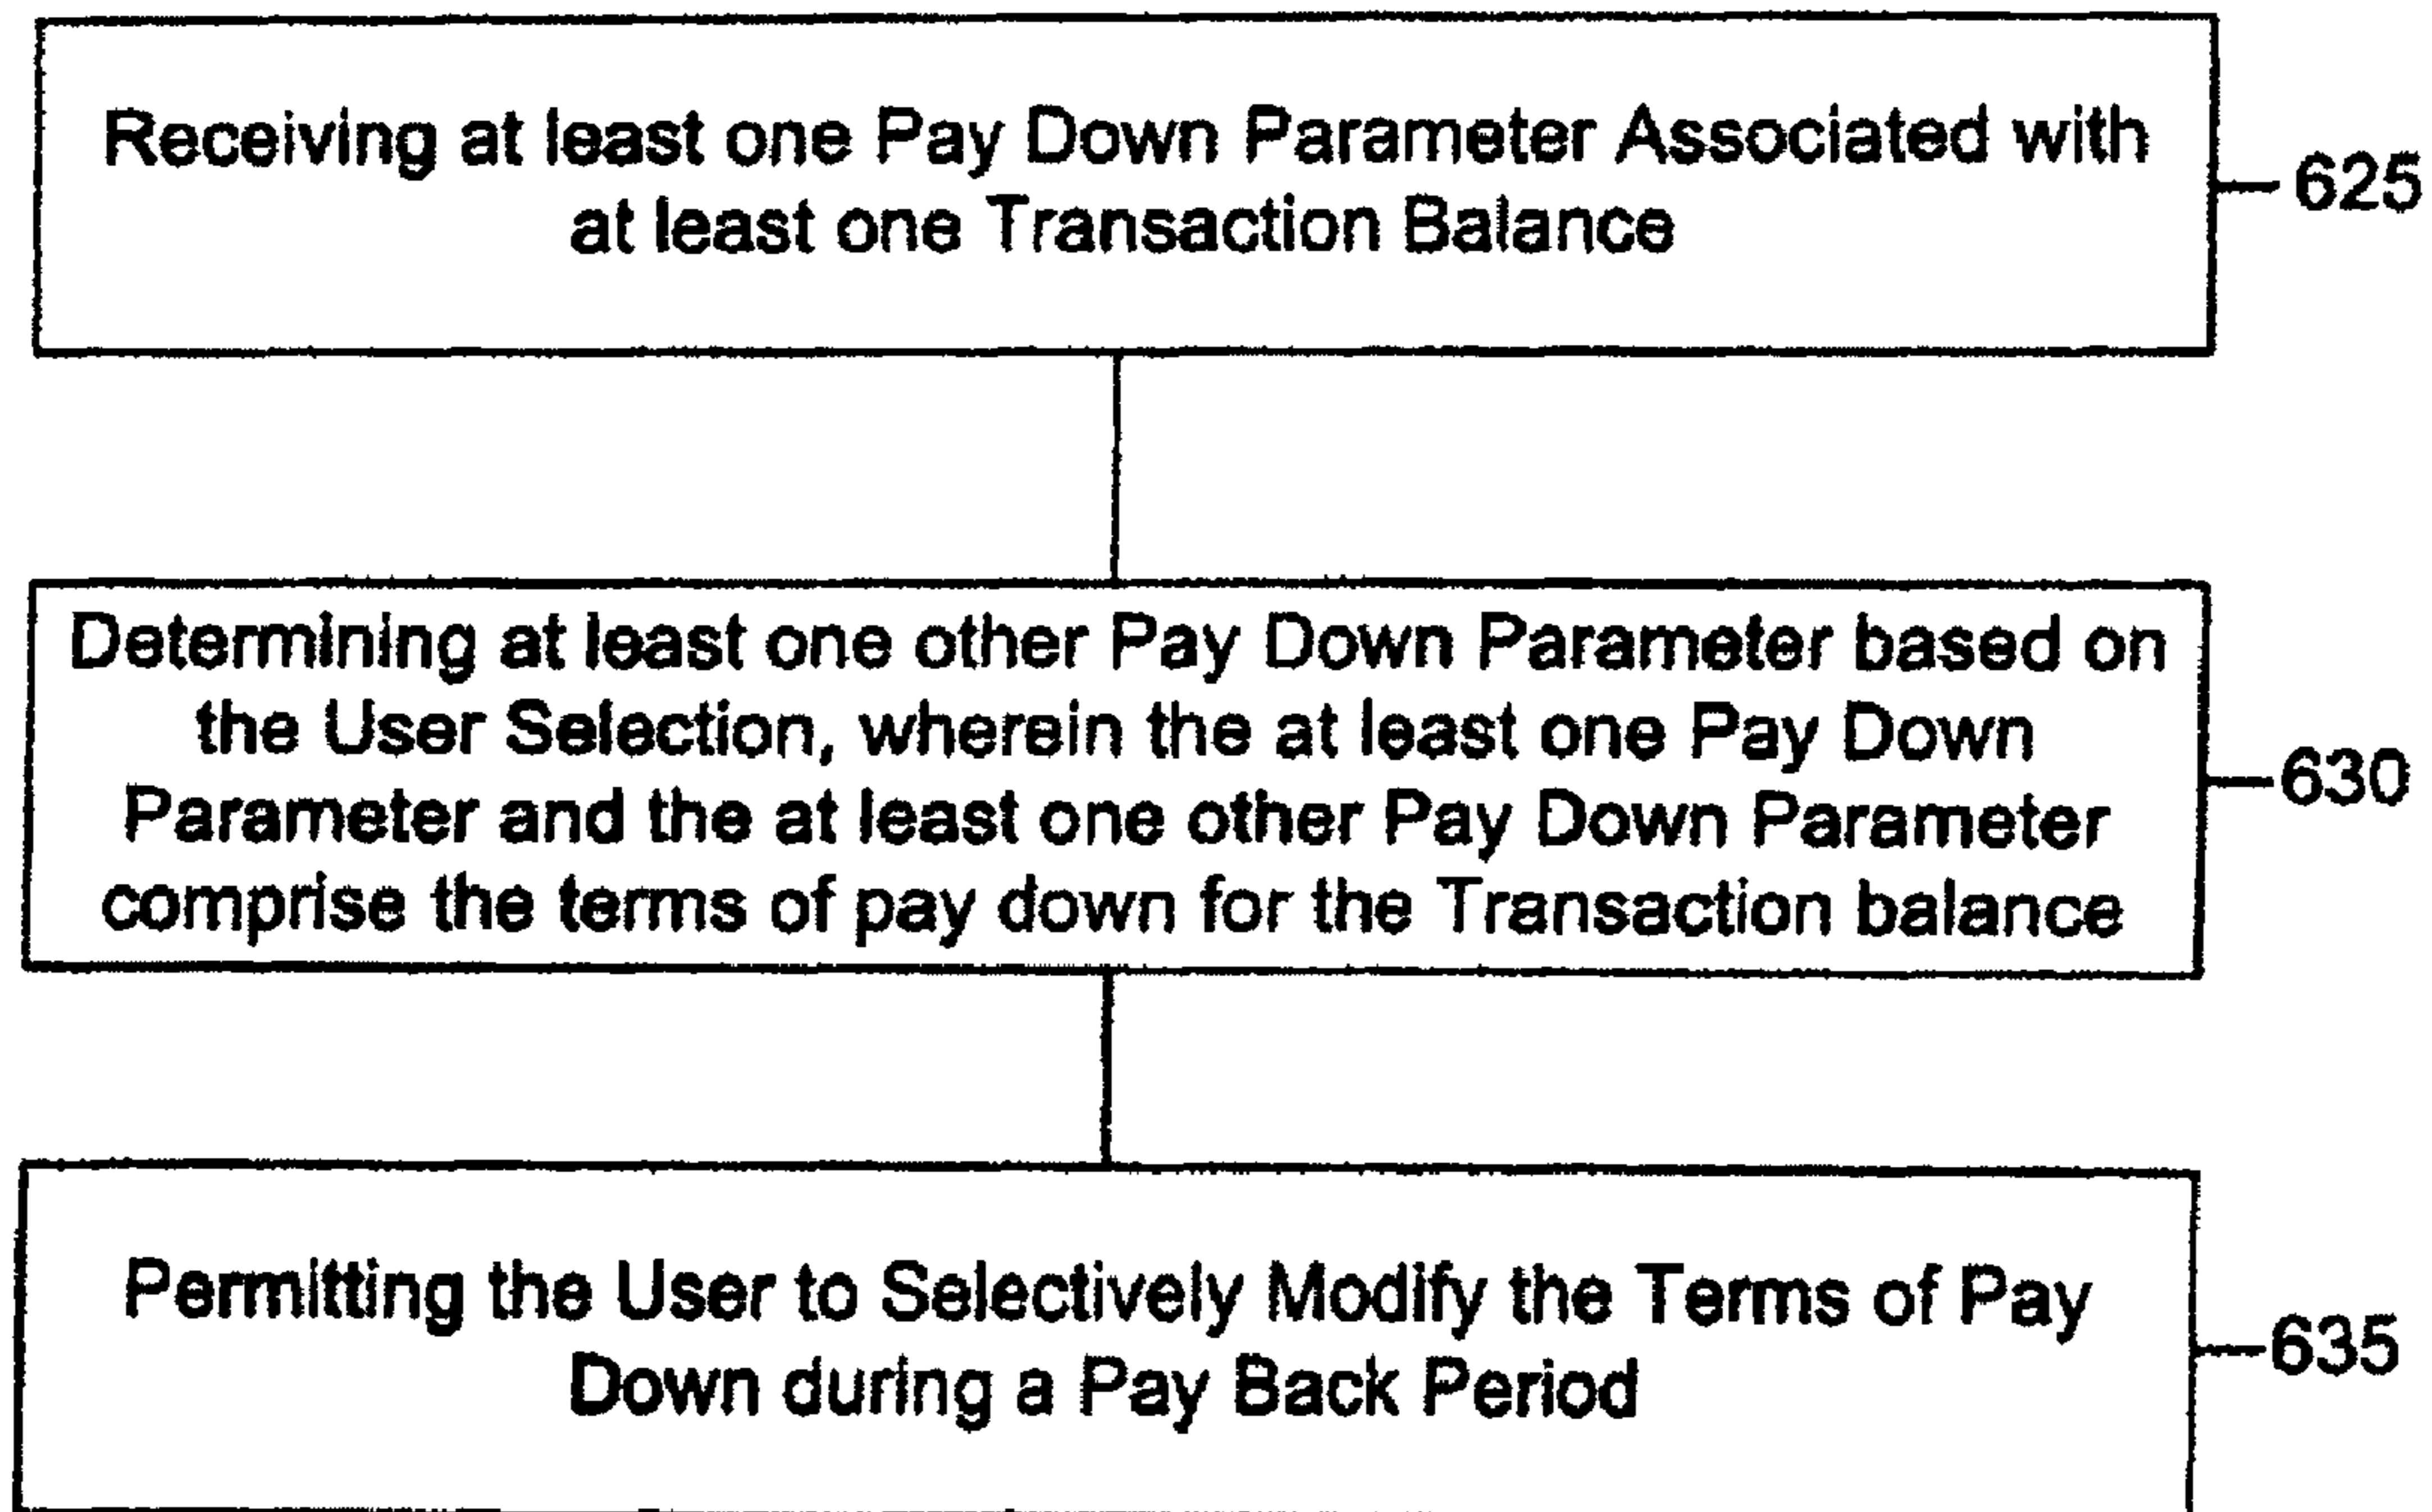 Receiving at least one Pay Down Parameter Associated with
at least one Transaction Balance
625
Determining at least one other Pay Down Parameter based on
the User Selection, wherein the at least one Pay Down
Parameter and the at least one other Pay Down Parameter
comprise the terms of pay down for the Transaction balance
630
Permitting the User to Selectively Modify the Terms of Pay
Down during a Pay Back Period
635